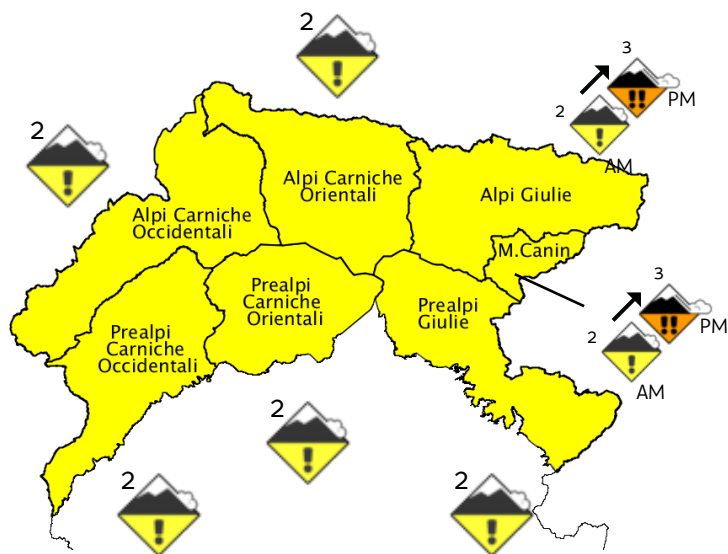 2
3
PM
2
AM
2
Alpi Carniche
Orientali
Alpi Giulie
Alpi Carniche
Occidentali
M.Canin
Prealpi
Carniche
Orientali
3
PM
2
AM
Prealpi
Giulie
Prealpi
Carniche
Occidentali
2
2
2